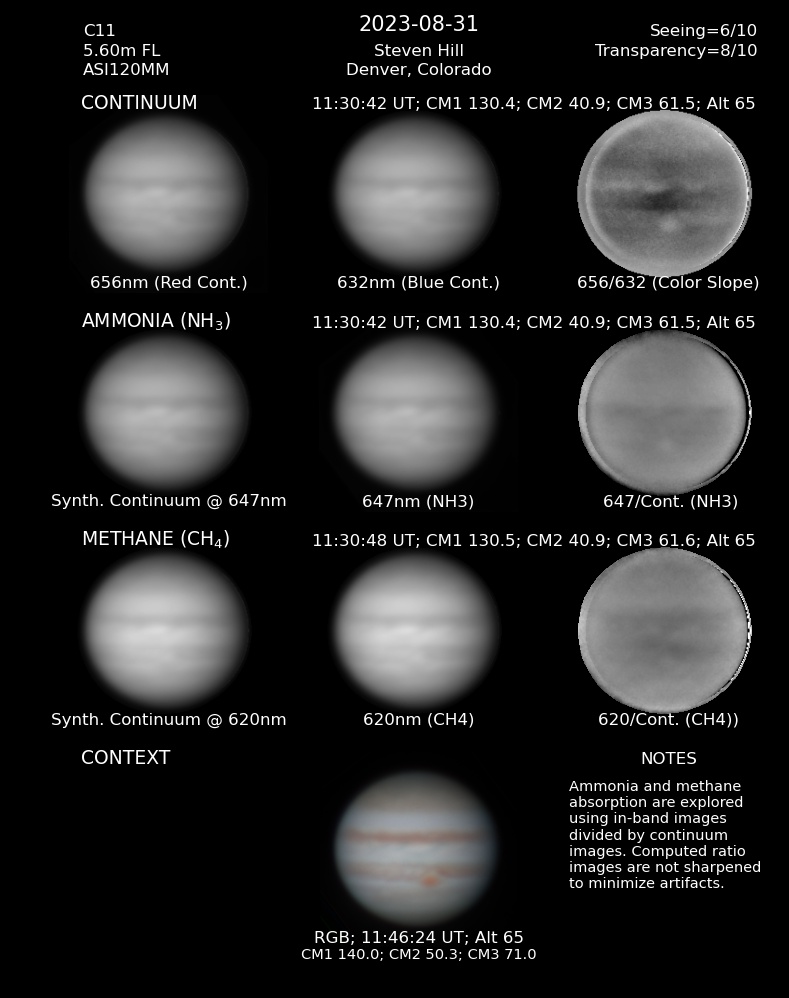 2023-08-31
C11
5.60m FL
ASI120MM
Steven Hill
Denver, Colorado
Seeing=6/10
Transparency=8/10
CONTINUUM
11:30:42 UT; CM1 130.4; CM2 40.9; CM3 61.5; Alt 65
656nm (Red Cont.)
632nm (Blue Cont.)
656/632 (Color Slope)
AMMONIA (NH₃)
11:30:42 UT; CM1 130.4; CM2 40.9; CM3 61.5; Alt 65
Synth. Continuum @ 647nm
647nm (NH3)
647/Cont. (NH3)
METHANE (CH₄)
11:30:48 UT; CM1 130.5; CM2 40.9; CM3 61.6; Alt 65
Synth. Continuum @ 620nm
620nm (CH4)
620/Cont. (CH4))
CONTEXT
RGB; 11:46:24 UT; Alt 65
CM1 140.0; CM2 50.3; CM3 71.0
NOTES
Ammonia and methane
absorption are explored
using in-band images
divided by continuum
images. Computed ratio
images are not sharpened
to minimize artifacts.